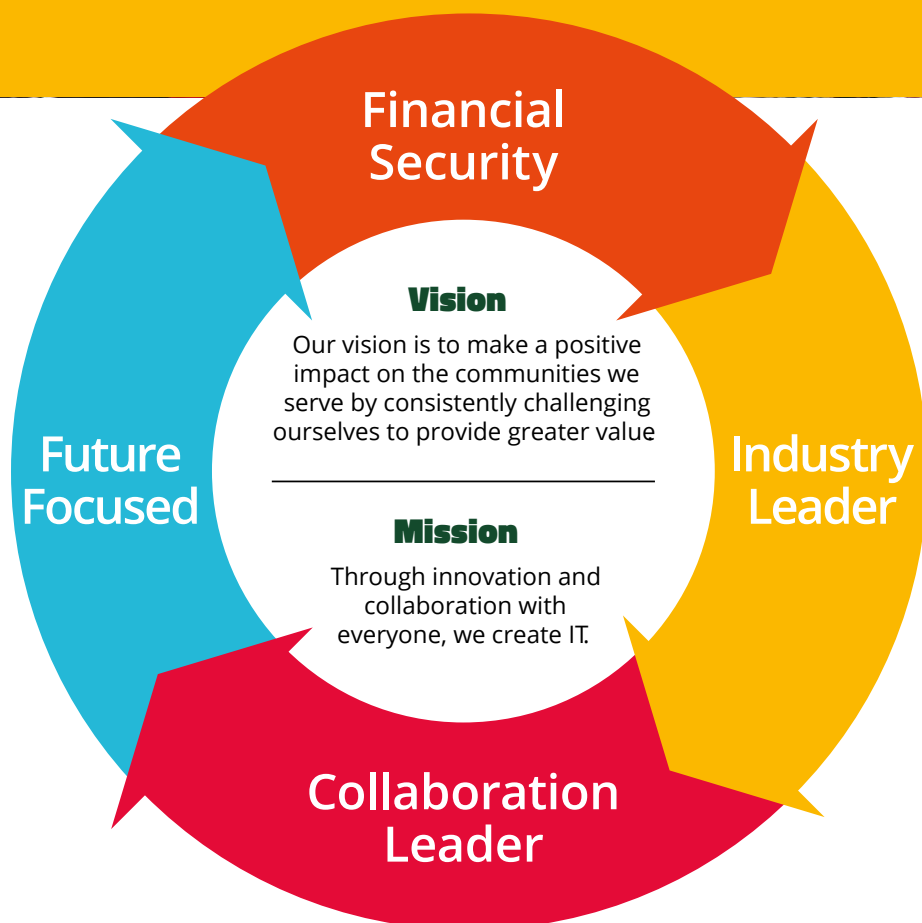 Financial
Security
Vision
Our vision is to make a positive
impact on the communities we
serve by consistently challenging
ourselves to provide greater value.
Future
Focused
Industry
Leader
Mission
Through innovation and
collaboration with
everyone, we create IT.
Collaboration
Leader